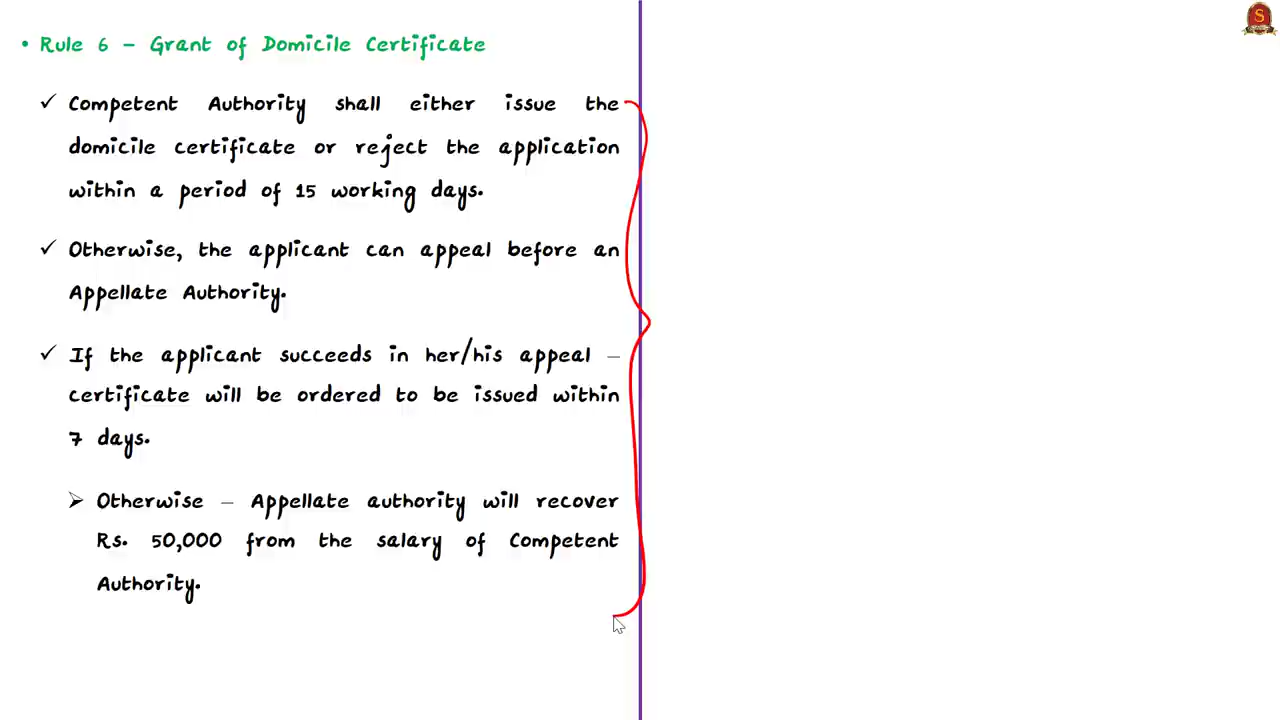 • Rule 6 – Grant of Domicile Certificate
✓ Competent Authority shall either issue the
domicile certificate or reject the application
within a period of 15 working days.
✓ Otherwise, the applicant can appeal before an
Appellate Authority.
✓ If the applicant succeeds in her/his appeal –
certificate will be ordered to be issued within
7 days.
➢ Otherwise – Appellate authority will recover
Rs. 50,000 from the salary of Competent
Authority.
S